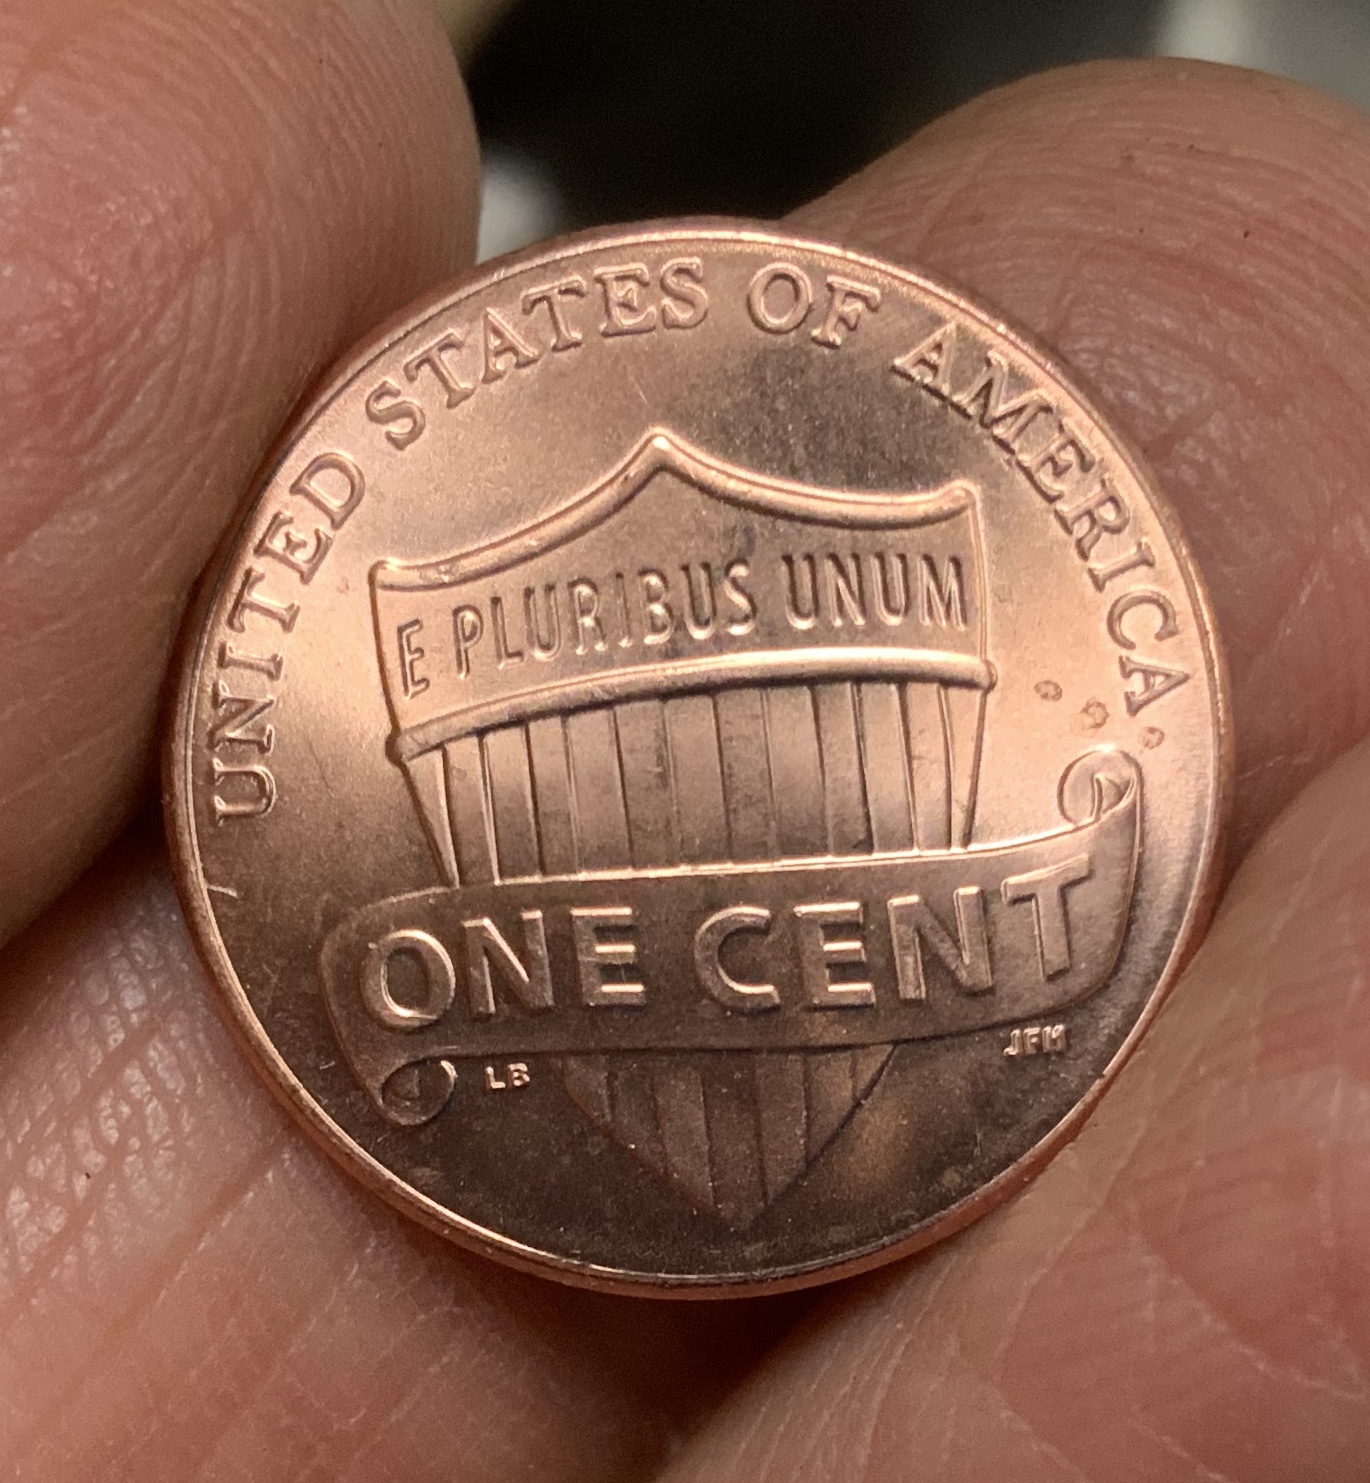 UNITED STATES OF AMERICA
E PLURIBUS UNUM
ONE CENT
LB
JFM